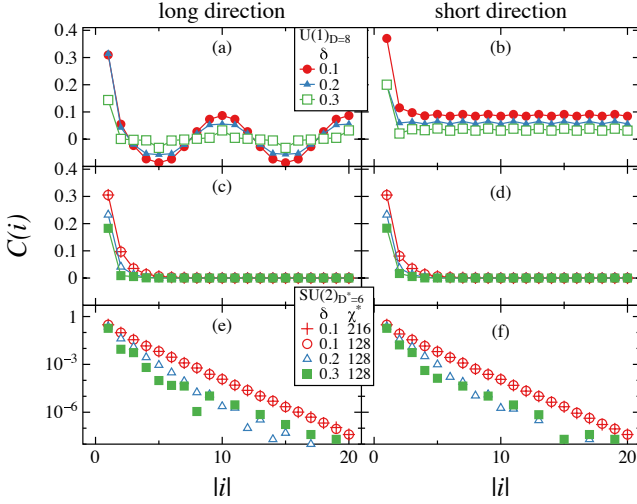 long direction
short direction
0.4
0.3
0.2
0.1
0
(a)
U(1)D=8
δ
0.1
0.2
0.3
(b)
0.4
0.3
0.2
0.1
0
(c)
(d)
C(i)
SU(2)D*=6
δ χ*
0.1 216
0.1 128
0.2 128
0.3 128
1
10⁻³
10⁻⁶
(e)
(f)
0 10 20
0 10 20
|i|
|i|